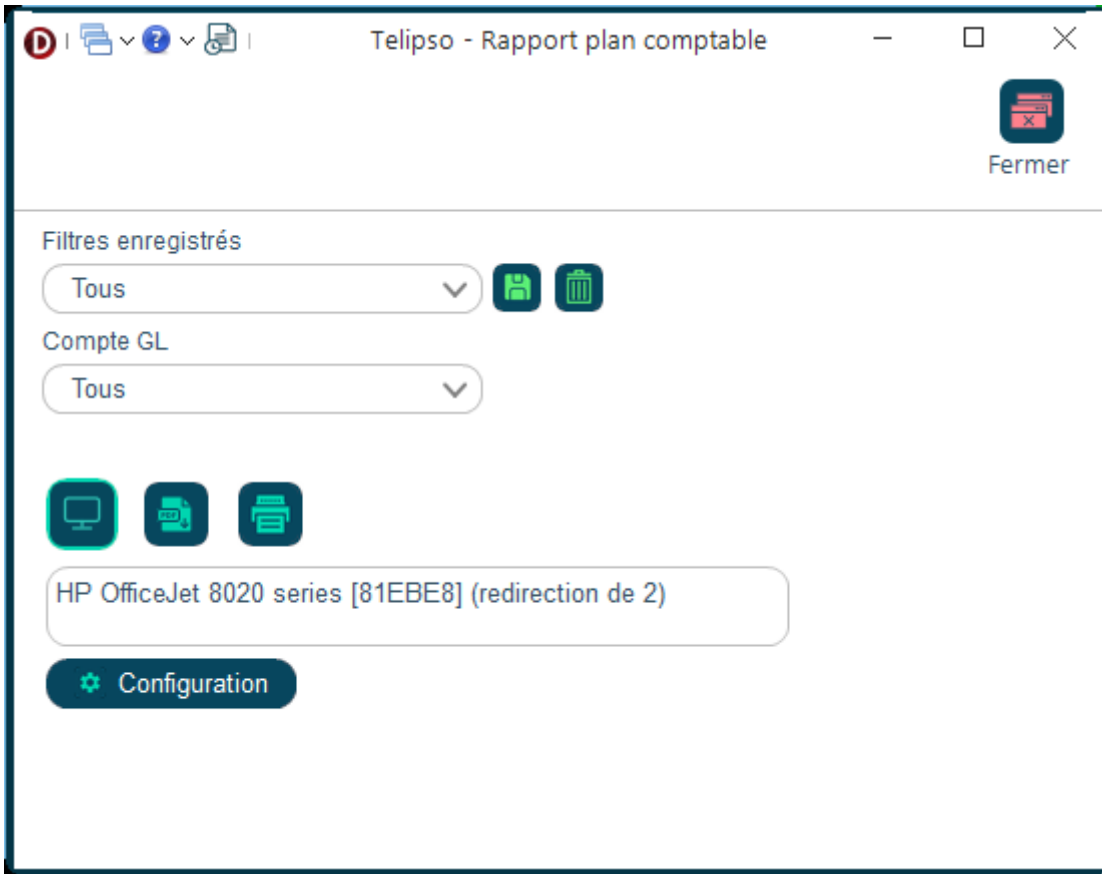 Telipso - Rapport plan comptable
Fermer
Filtres enregistrés
Tous
Compte GL
Tous
PDF
HP OfficeJet 8020 series [81EBE8] (redirection de 2)
Configuration